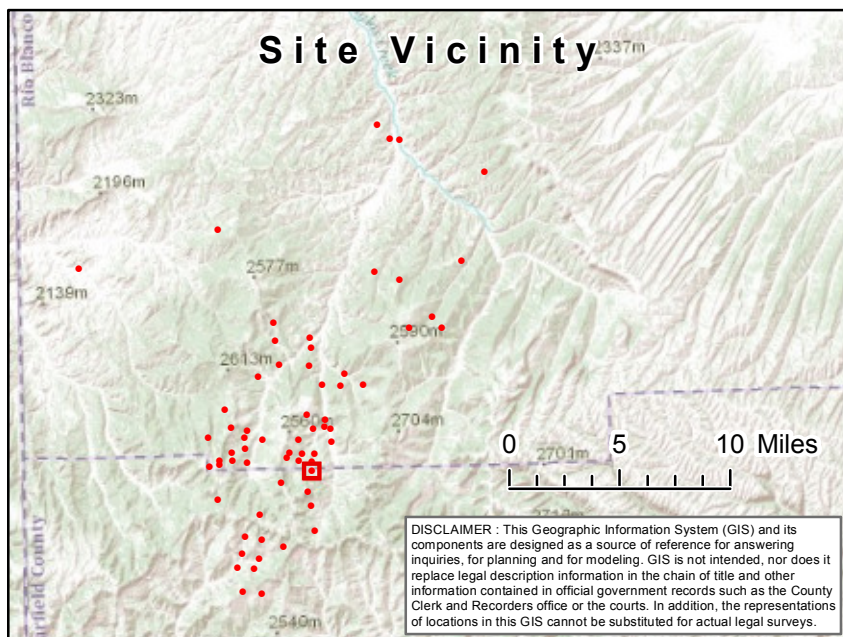 Site Vicinity
2337m
Rio Blanco
Creek
2323m
2196m
2577m
2139m
2590m
2613m
2560m
2704m
0 5 10 Miles
2701m
DISCLAIMER : This Geographic Information System (GIS) and its
components are designed as a source of reference for answering
inquiries, for planning and for modeling. GIS is not intended, nor does it
replace legal description information in the chain of title and other
information contained in official government records such as the County
Clerk and Recorders office or the courts. In addition, the representations
of locations in this GIS cannot be substituted for actual legal surveys.
arfield County
2540m